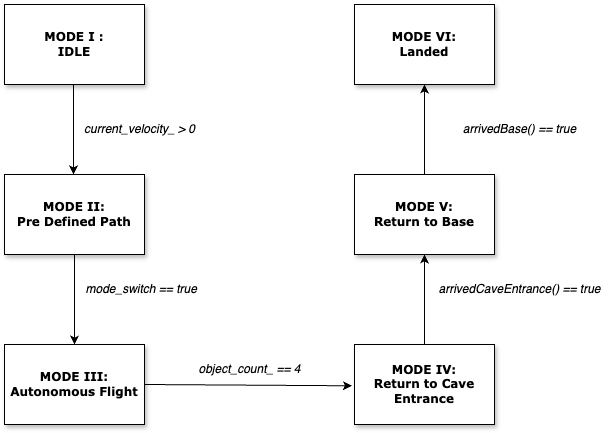 MODE I :
IDLE
current_velocity_ > 0
MODE II:
Pre Defined Path
mode_switch == true
MODE III:
Autonomous Flight
object_count_ == 4
MODE IV:
Return to Cave
Entrance
arrivedCaveEntrance() == true
MODE V:
Return to Base
arrivedBase() == true
MODE VI:
Landed